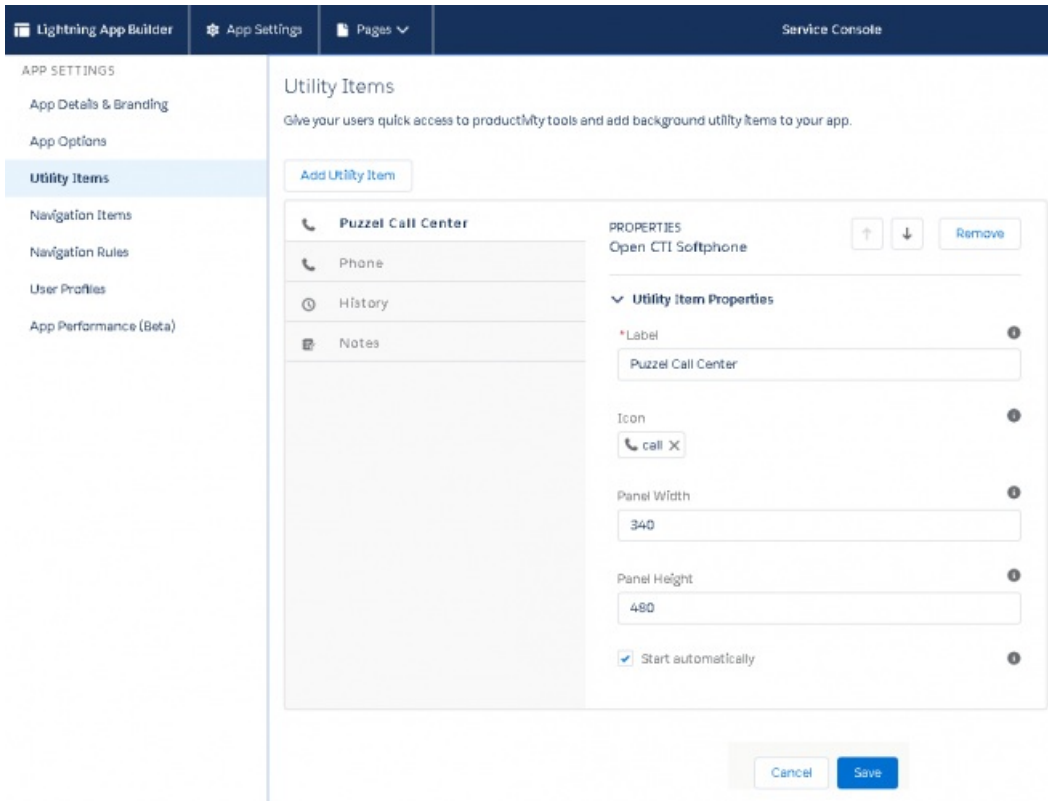 Lightning App Builder
App Settings
Pages
Service Console
APP SETTINGS
App Details & Branding
App Options
Utility Items
Navigation Items
Navigation Rules
User Profiles
App Performance (Beta)
Utility Items
Give your users quick access to productivity tools and add background utility items to your app.
Add Utility Item
Puzzel Call Center
Phone
History
Notes
PROPERTIES
Open CTI Softphone
Remove
Utility Item Properties
*Label
Puzzel Call Center
Icon
call
Panel Width
340
Panel Height
480
Start automatically
Cancel
Save